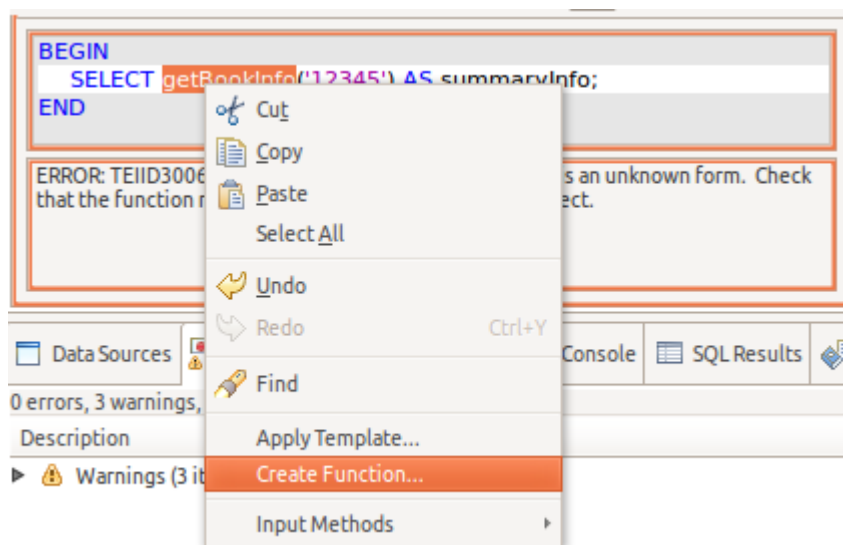 BEGIN
SELECT getBookInfo('12345') AS summaryInfo;
END
ERROR: TEIID3006 s an unknown form. Check
that the function ect.
Cut
Copy
Paste
Select All
Undo
Redo Ctrl+Y
Find
Apply Template...
Create Function...
Input Methods
Data Sources Console SQL Results
0 errors, 3 warnings,
Description
Warnings (3 it